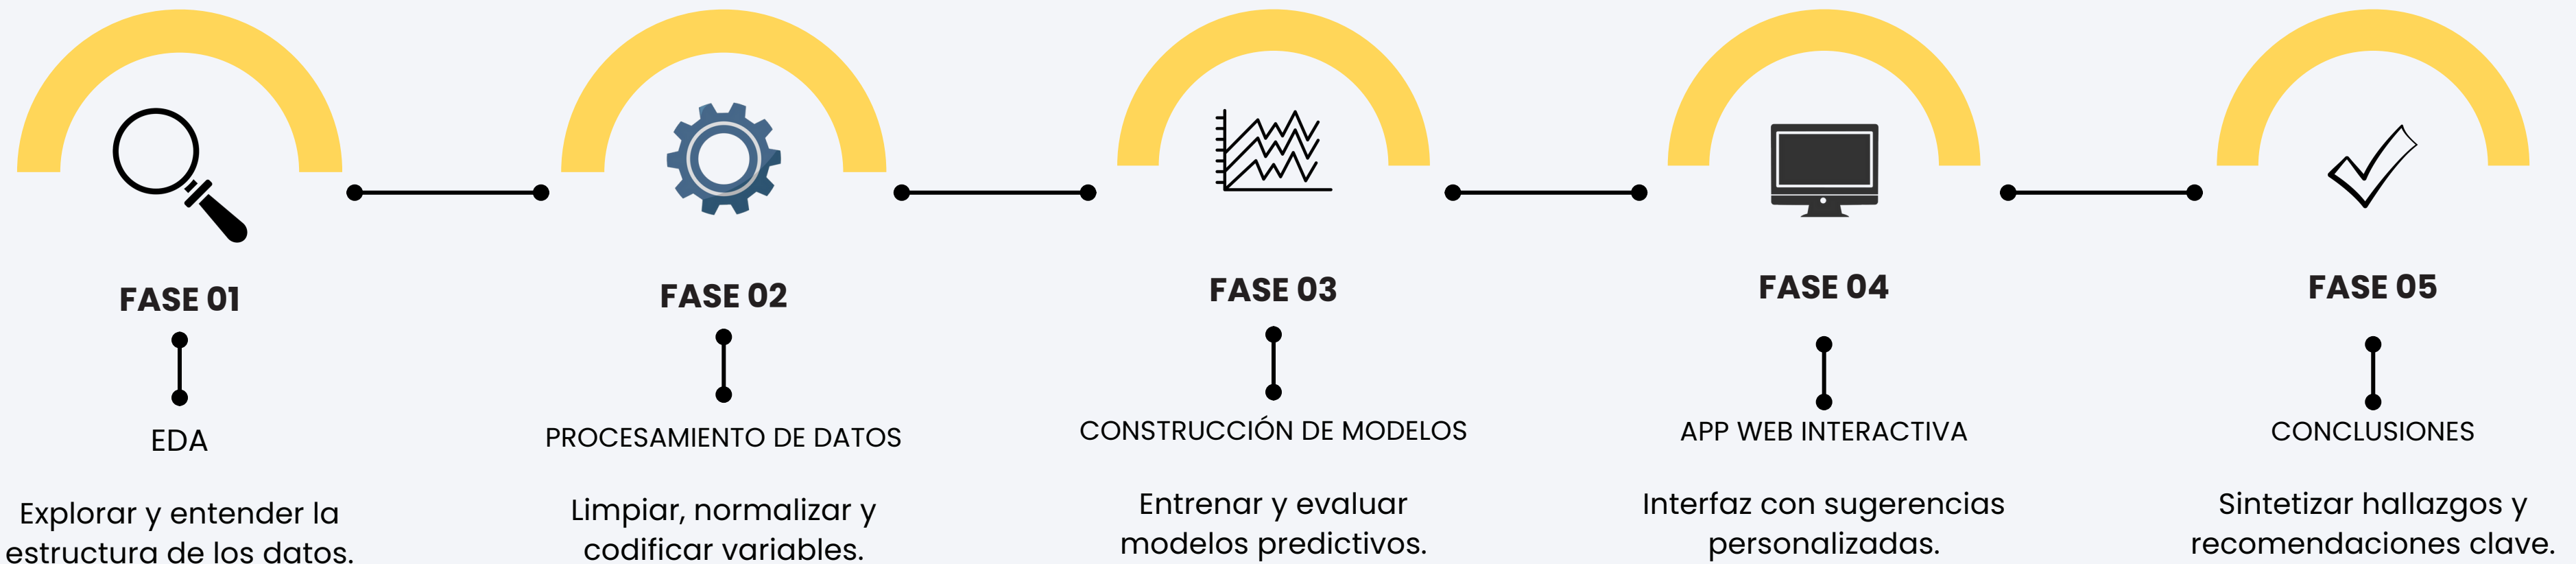 FASE 01
EDA
Explorar y entender la
estructura de los datos.
FASE 02
PROCESAMIENTO DE DATOS
Limpiar, normalizar y
codificar variables.
FASE 03
CONSTRUCCIÓN DE MODELOS
Entrenar y evaluar
modelos predictivos.
FASE 04
APP WEB INTERACTIVA
Interfaz con sugerencias
personalizadas.
FASE 05
CONCLUSIONES
Sintetizar hallazgos y
recomendaciones clave.